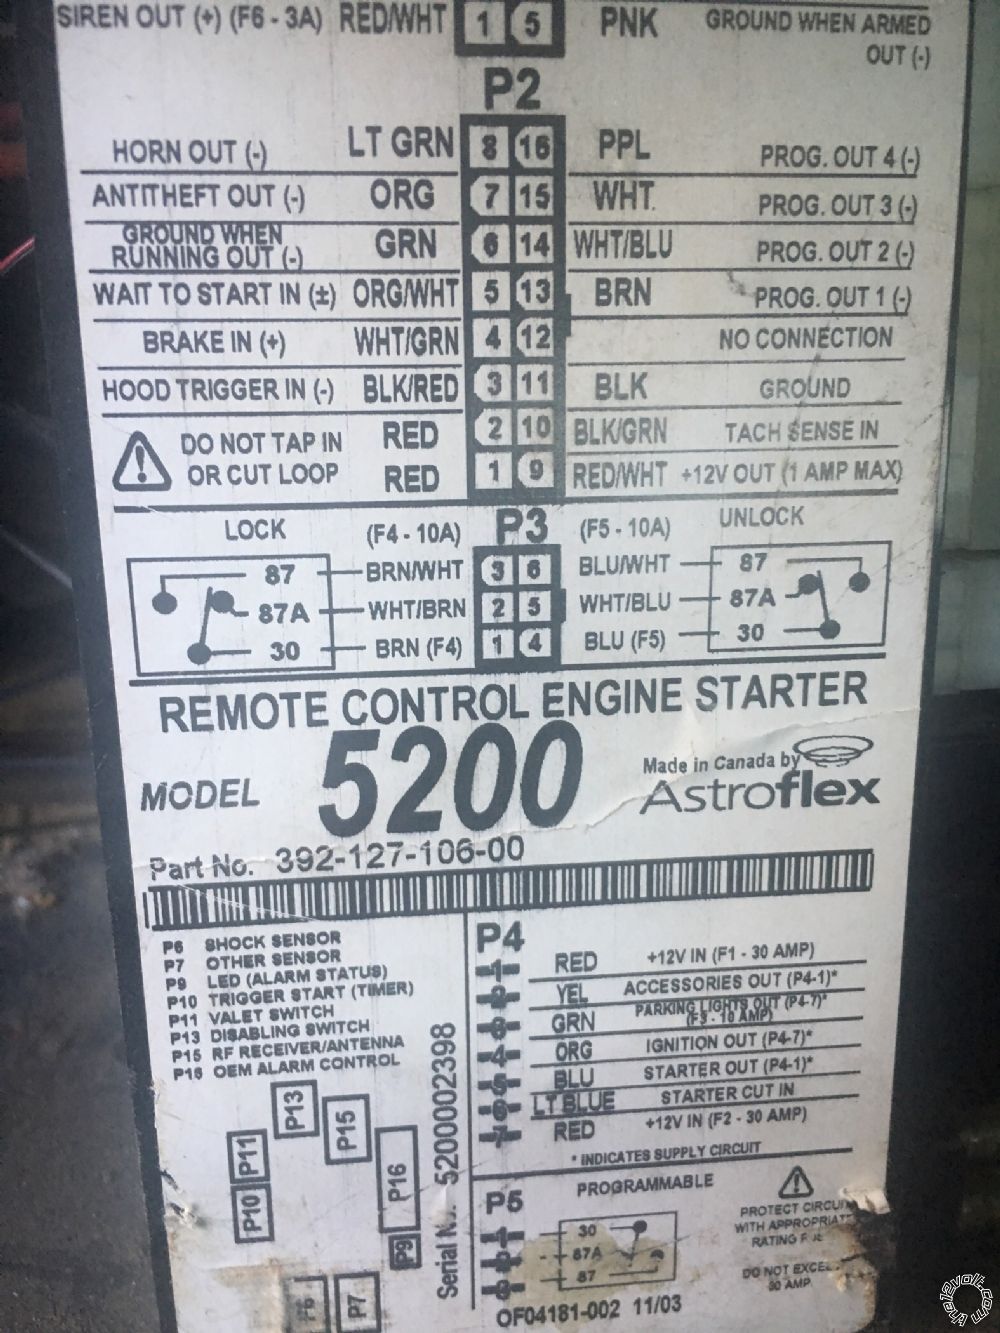 SIREN OUT (+) (F6 - 3A) RED/WHT 1 5 PNK GROUND WHEN ARMED
OUT (-)
P2
HORN OUT (-) LT GRN 8 16 PPL PROG. OUT 4 (-)
ANTITHEFT OUT (-) ORG 7 15 WHT PROG. OUT 3 (-)
GROUND WHEN
RUNNING OUT (-) GRN 6 14 WHT/BLU PROG. OUT 2 (-)
WAIT TO START IN (±) ORG/WHT 5 13 BRN PROG. OUT 1 (-)
BRAKE IN (+) WHT/GRN 4 12 NO CONNECTION
HOOD TRIGGER IN (-) BLK/RED 3 11 BLK GROUND
DO NOT TAP IN RED 2 10 BLK/GRN TACH SENSE IN
OR CUT LOOP RED 1 9 RED/WHT +12V OUT (1 AMP MAX)
LOCK (F4 - 10A) P3 (F5 - 10A) UNLOCK
87 BRN/WHT 3 6 BLU/WHT 87
87A WHT/BRN 2 5 WHT/BLU 87A
30 BRN (F4) 1 4 BLU (F5) 30
REMOTE CONTROL ENGINE STARTER
MODEL 5200 Made in Canada by
Astroflex
Part No. 392-127-106-00
P6 SHOCK SENSOR
P7 OTHER SENSOR
P9 LED (ALARM STATUS)
P10 TRIGGER START (TIMER)
P11 VALET SWITCH
P13 DISABLING SWITCH
P15 RF RECEIVER/ANTENNA
P16 OEM ALARM CONTROL
P13
P15
P11
P16
P10
P9
P6
P7
Serial No. 5200002398
P4
1 RED +12V IN (F1 - 30 AMP)
2 YEL ACCESSORIES OUT (P4-1)*
3 GRN PARKING LIGHTS OUT (P4-7)*
(F3 - 10 AMP)
4 ORG IGNITION OUT (P4-7)*
5 BLU STARTER OUT (P4-1)*
6 LT BLUE STARTER CUT IN
7 RED +12V IN (F2 - 30 AMP)
* INDICATES SUPPLY CIRCUIT
P5 PROGRAMMABLE
1 30
2 87A
3 87
PROTECT
WITH
RATING
DO NOT
30 AMP.
OF04181-002 11/03
the12volt.com